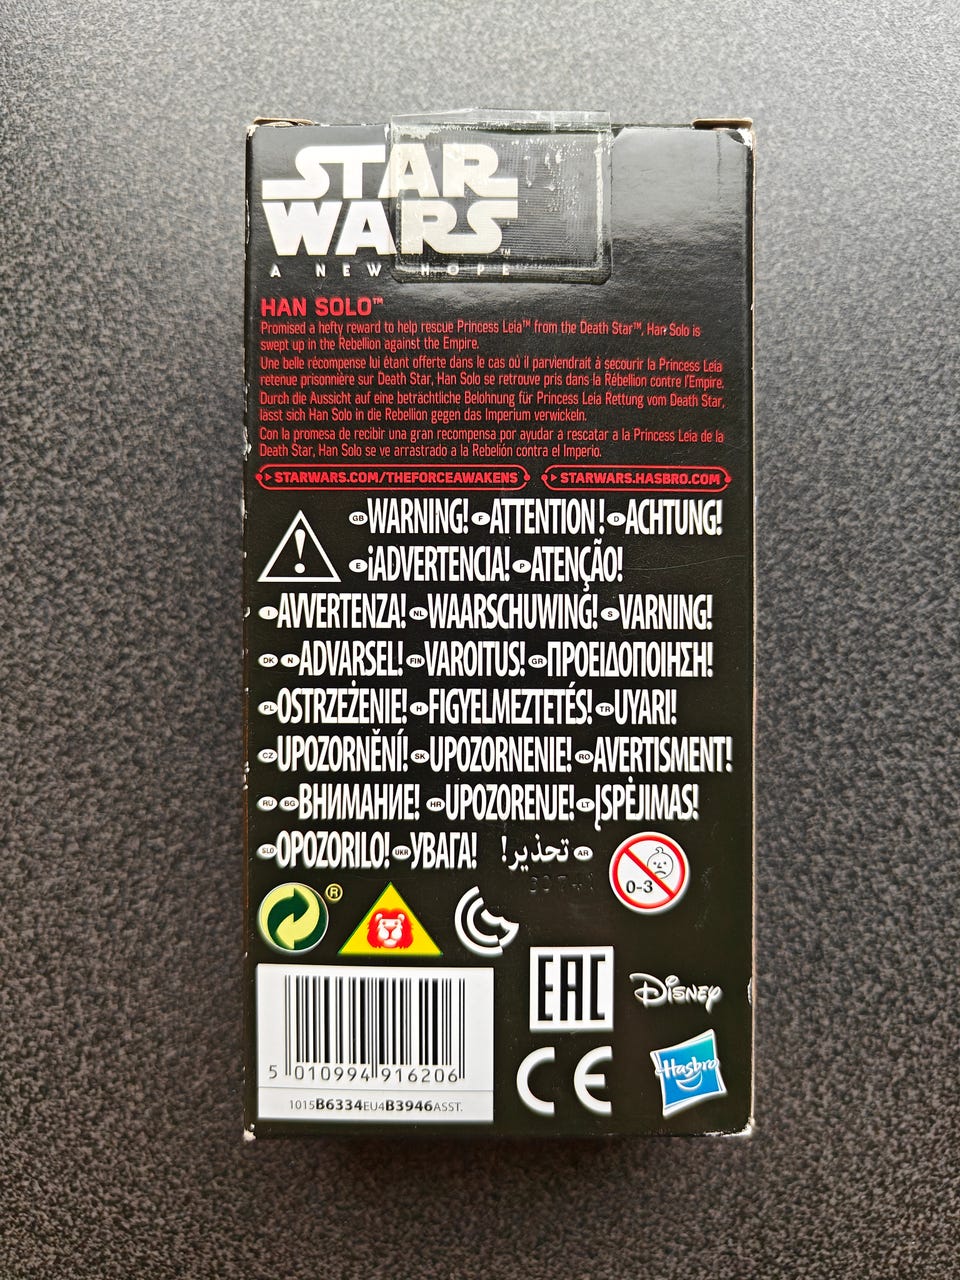 STAR
WARS™
A NEW HOPE
HAN SOLO™
Promised a hefty reward to help rescue Princess Leia™ from the Death Star™, Han Solo is
swept up in the Rebellion against the Empire.
Une belle récompense lui étant offerte dans le cas où il parviendrait à secourir la Princess Leia
retenue prisonnière sur Death Star, Han Solo se retrouve pris dans la Rébellion contre l'Empire.
Durch die Aussicht auf eine beträchtliche Belohnung für Princess Leia Rettung vom Death Star,
lässt sich Han Solo in die Rebellion gegen das Imperium verwickeln.
Con la promesa de recibir una gran recompensa por ayudar a rescatar a la Princess Leia de la
Death Star, Han Solo se ve arrastrado a la Rebelión contra el Imperio.
STARWARS.COM/THEFORCEAWAKENS STARWARS.HASBRO.COM
! GB WARNING! F ATTENTION ! D ACHTUNG!
E ¡ADVERTENCIA! P ATENÇÃO!
I AVVERTENZA! NL WAARSCHUWING! S VARNING!
DK N ADVARSEL! FIN VAROITUS! GR ΠΡΟΕΙΔΟΠΟΙΗΣΗ!
PL OSTRZEŻENIE! H FIGYELMEZTETÉS! TR UYARI!
CZ UPOZORNĚNÍ! SK UPOZORNENIE! RO AVERTISMENT!
RU BG ВНИМАНИЕ! HR UPOZORENJE! LT ĮSPĖJIMAS!
SLO OPOZORILO! UKR УВАГА! AR تحذير!
0-3
®
EAC Disney
5 010994 916206
CE Hasbro
1015B6334EU4B3946ASST.